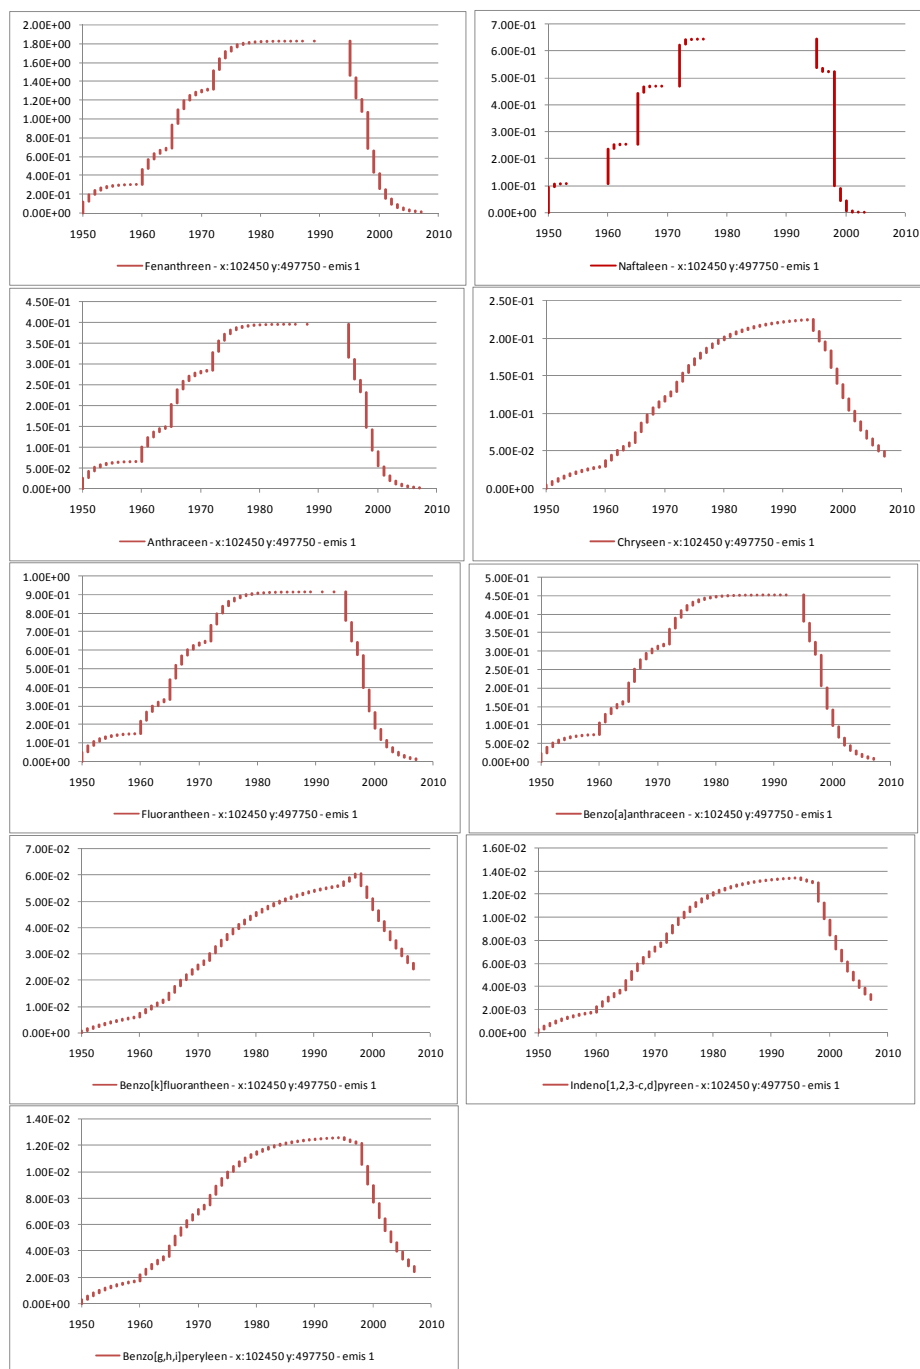 2.00E+00
1.80E+00
1.60E+00
1.40E+00
1.20E+00
1.00E+00
8.00E-01
6.00E-01
4.00E-01
2.00E-01
0.00E+00
1950 1960 1970 1980 1990 2000 2010
Fenanthreen - x:102450 y:497750 - emis 1
7.00E-01
6.00E-01
5.00E-01
4.00E-01
3.00E-01
2.00E-01
1.00E-01
0.00E+00
1950 1960 1970 1980 1990 2000 2010
Naftaleen - x:102450 y:497750 - emis 1
4.50E-01
4.00E-01
3.50E-01
3.00E-01
2.50E-01
2.00E-01
1.50E-01
1.00E-01
5.00E-02
0.00E+00
1950 1960 1970 1980 1990 2000 2010
Anthraceen - x:102450 y:497750 - emis 1
2.50E-01
2.00E-01
1.50E-01
1.00E-01
5.00E-02
0.00E+00
1950 1960 1970 1980 1990 2000 2010
Chryseen - x:102450 y:497750 - emis 1
1.00E+00
9.00E-01
8.00E-01
7.00E-01
6.00E-01
5.00E-01
4.00E-01
3.00E-01
2.00E-01
1.00E-01
0.00E+00
1950 1960 1970 1980 1990 2000 2010
Fluorantheen - x:102450 y:497750 - emis 1
5.00E-01
4.50E-01
4.00E-01
3.50E-01
3.00E-01
2.50E-01
2.00E-01
1.50E-01
1.00E-01
5.00E-02
0.00E+00
1950 1960 1970 1980 1990 2000 2010
Benzo[a]anthraceen - x:102450 y:497750 - emis 1
7.00E-02
6.00E-02
5.00E-02
4.00E-02
3.00E-02
2.00E-02
1.00E-02
0.00E+00
1950 1960 1970 1980 1990 2000 2010
Benzo[k]fluorantheen - x:102450 y:497750 - emis 1
1.60E-02
1.40E-02
1.20E-02
1.00E-02
8.00E-03
6.00E-03
4.00E-03
2.00E-03
0.00E+00
1950 1960 1970 1980 1990 2000 2010
Indeno[1,2,3-c,d]pyreen - x:102450 y:497750 - emis 1
1.40E-02
1.20E-02
1.00E-02
8.00E-03
6.00E-03
4.00E-03
2.00E-03
0.00E+00
1950 1960 1970 1980 1990 2000 2010
Benzo[g,h,i]peryleen - x:102450 y:497750 - emis 1